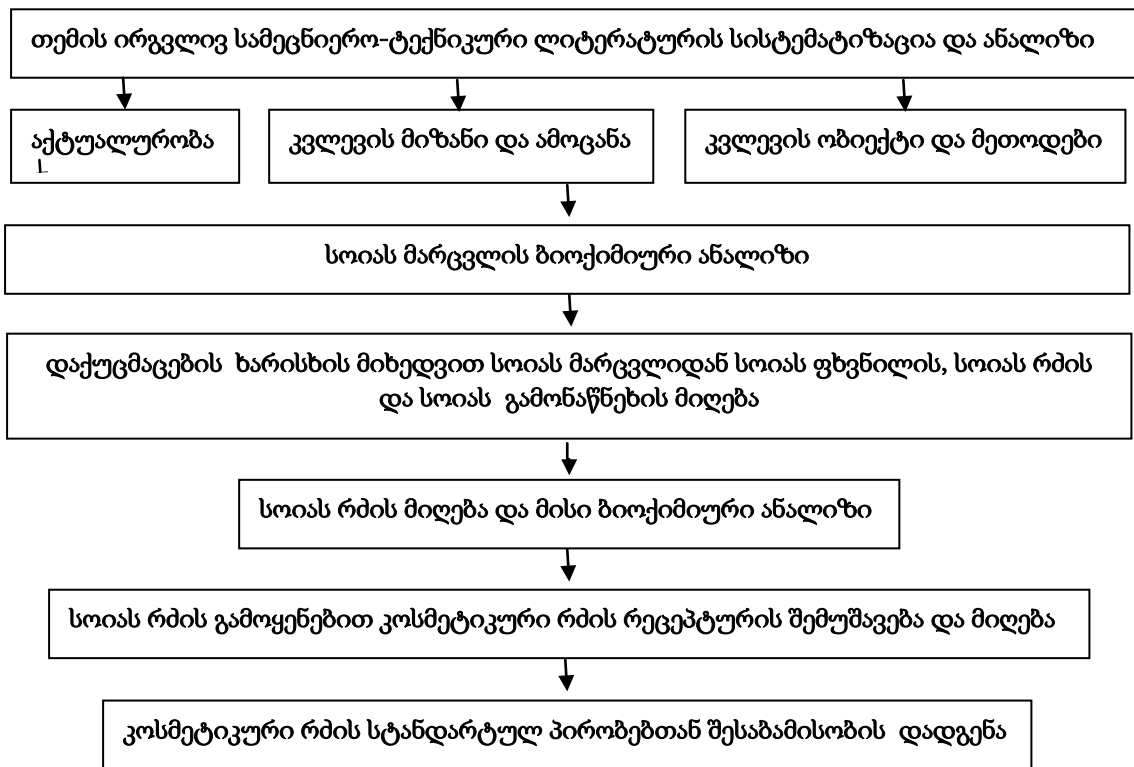 თემის ირგვლივ სამეცნიერო-ტექნიკური ლიტერატურის სისტემატიზაცია და ანალიზი
აქტუალურობა
კვლევის მიზანი და ამოცანა
კვლევის ობიექტი და მეთოდები
სოიას მარცვლის ბიოქიმიური ანალიზი
დაქუცმაცების ხარისხის მიხედვით სოიას მარცვლიდან სოიას ფხვნილის, სოიას რძის
და სოიას გამონაწნეხის მიღება
სოიას რძის მიღება და მისი ბიოქიმიური ანალიზი
სოიას რძის გამოყენებით კოსმეტიკური რძის რეცეპტურის შემუშავება და მიღება
კოსმეტიკური რძის სტანდარტულ პირობებთან შესაბამისობის დადგენა